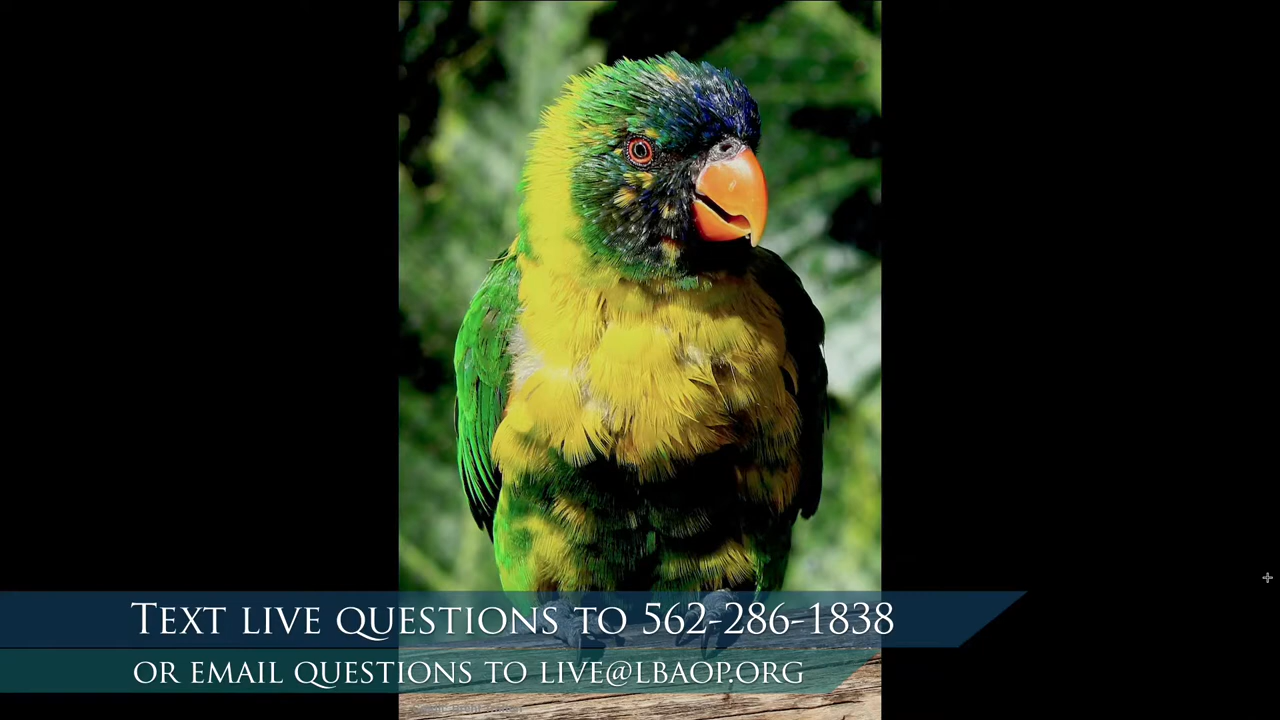 Text live questions to 562-286-1838
or email questions to live@lbaop.org